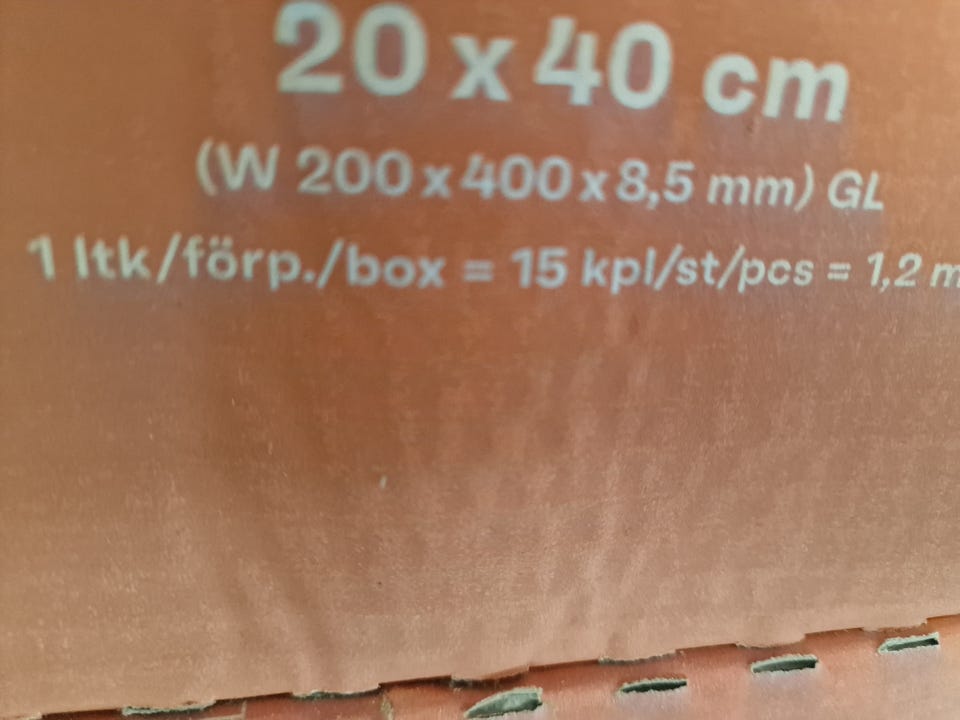 20 x 40 cm
(W 200 x 400 x 8,5 mm) GL
1 ltk/förp./box = 15 kpl/st/pcs = 1,2 m